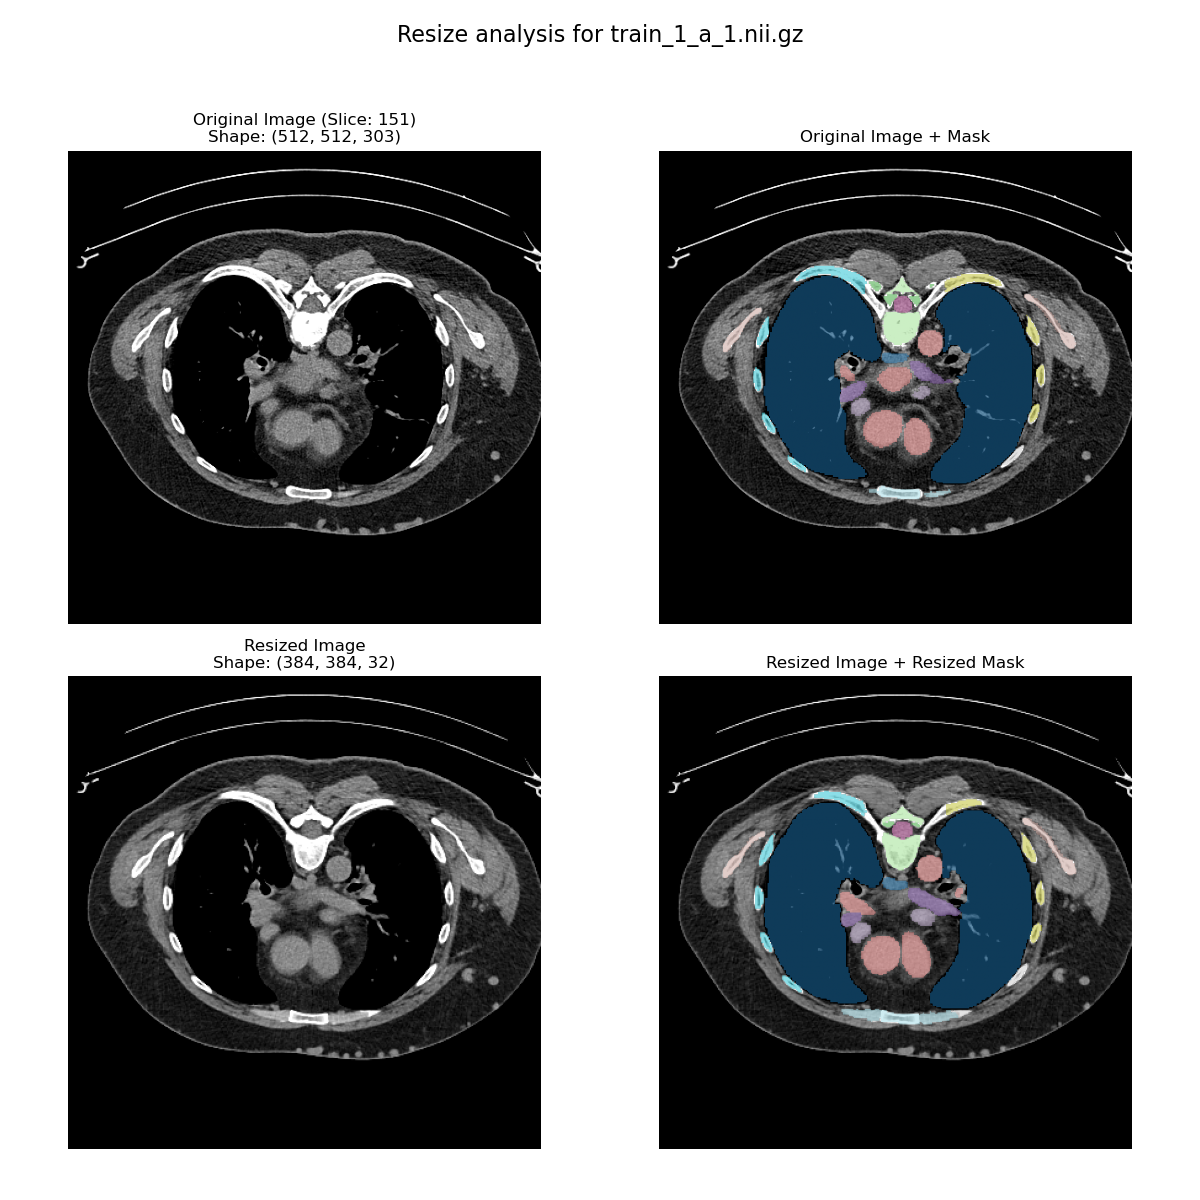 Resize analysis for train_1_a_1.nii.gz
Original Image (Slice: 151)
Shape: (512, 512, 303)
Original Image + Mask
Resized Image
Shape: (384, 384, 32)
Resized Image + Resized Mask